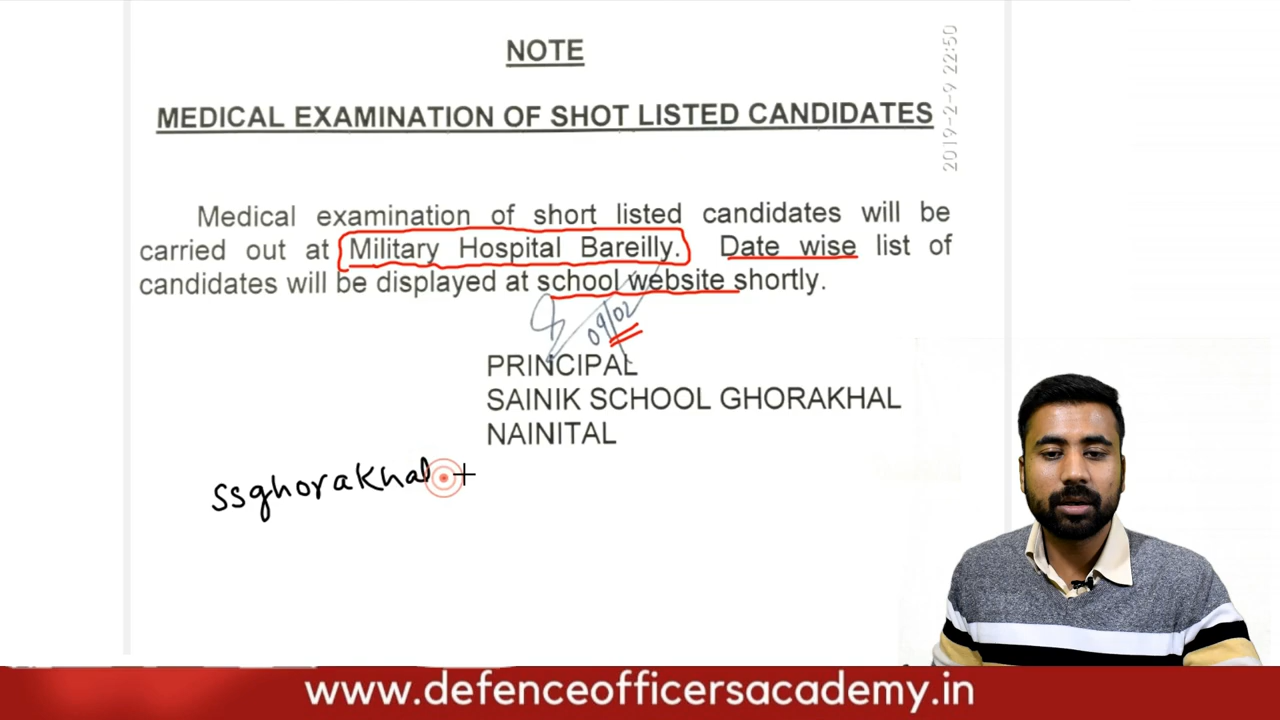 NOTE
MEDICAL EXAMINATION OF SHOT LISTED CANDIDATES
2019-2-9 22:50
Medical examination of short listed candidates will be
carried out at Military Hospital Bareilly. Date wise list of
candidates will be displayed at school website shortly.
09/02
PRINCIPAL
SAINIK SCHOOL GHORAKHAL
NAINITAL
ssghorakhal
www.defenceofficersacademy.in